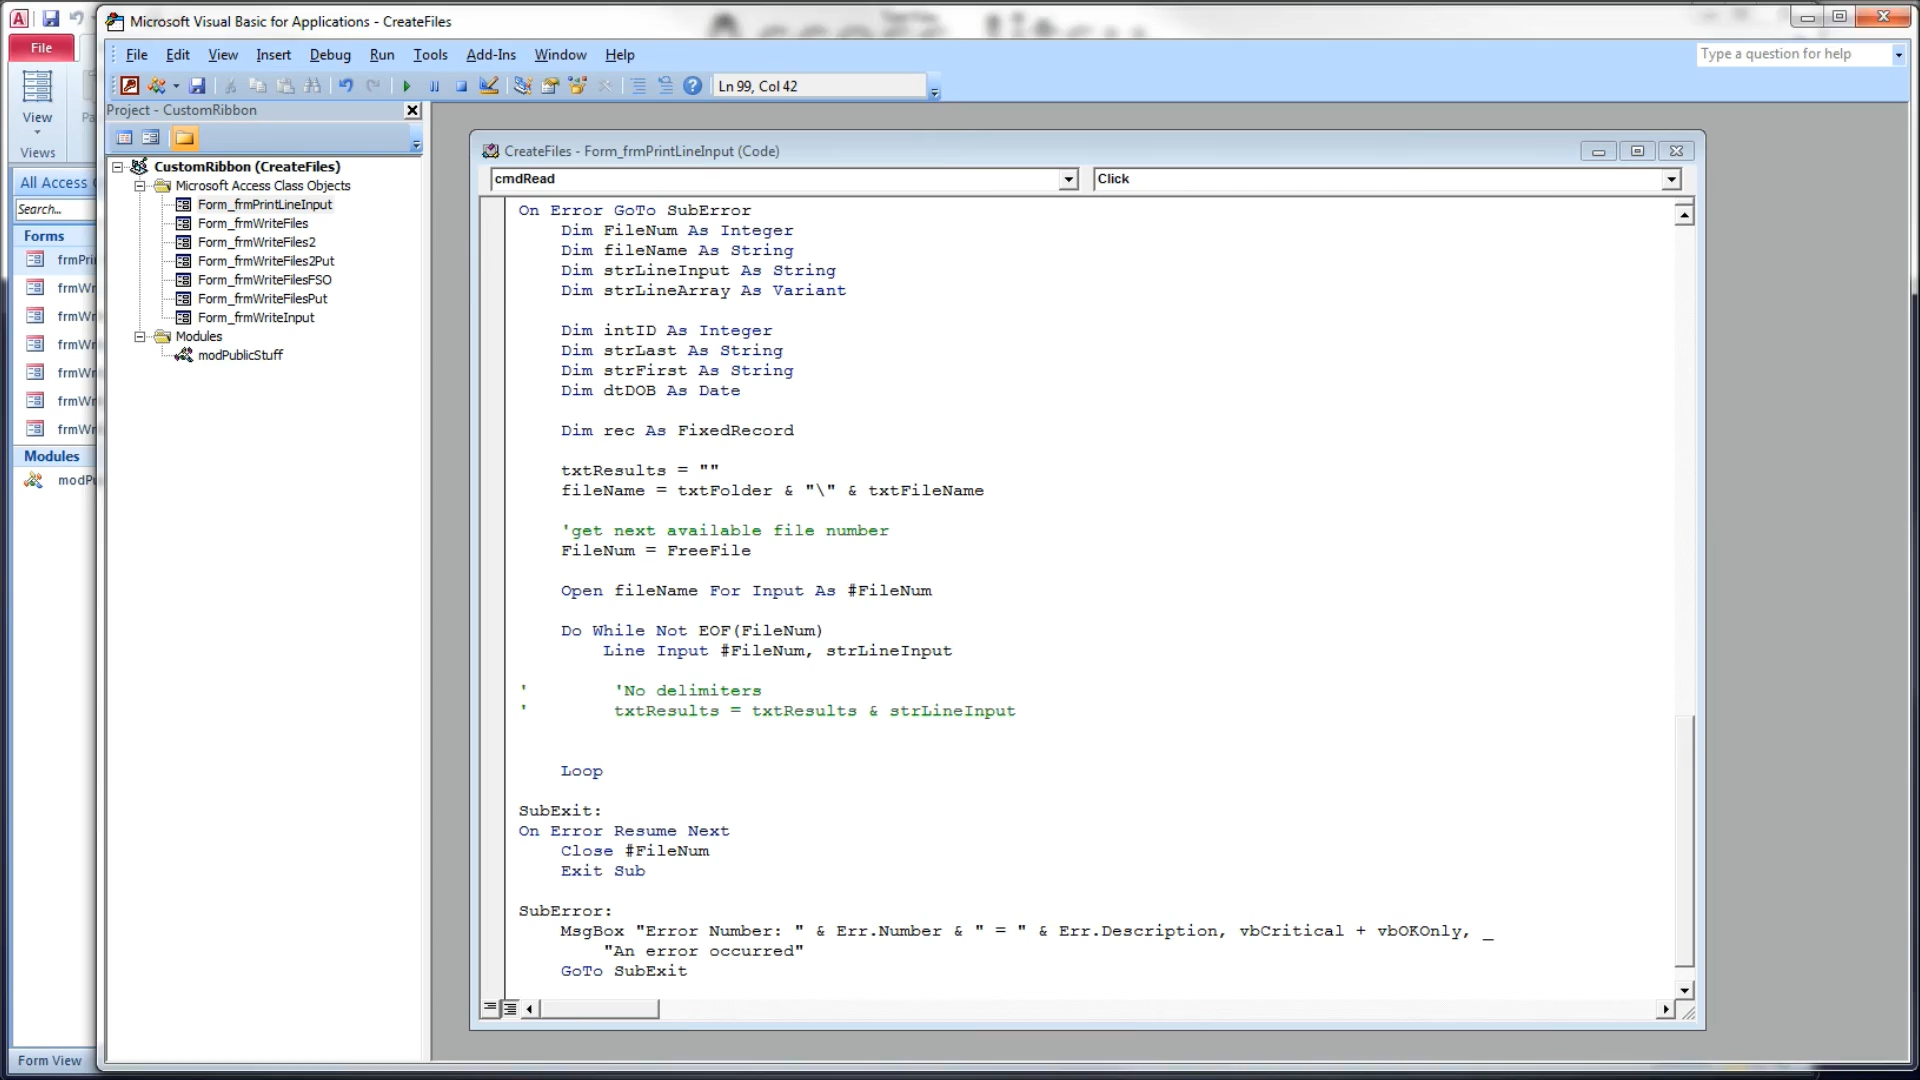 Microsoft Visual Basic for Applications - CreateFiles
File Edit View Insert Debug Run Tools Add-Ins Window Help
Type a question for help
Ln 99, Col 42
File
View
Views
All Access
Search...
Forms
frmPri
frmWr
frmWr
frmWr
frmWr
frmWr
frmWr
Modules
modPu
Form View
Project - CustomRibbon
CustomRibbon (CreateFiles)
Microsoft Access Class Objects
Form_frmPrintLineInput
Form_frmWriteFiles
Form_frmWriteFiles2
Form_frmWriteFiles2Put
Form_frmWriteFilesFSO
Form_frmWriteFilesPut
Form_frmWriteInput
Modules
modPublicStuff
CreateFiles - Form_frmPrintLineInput (Code)
cmdRead Click
On Error GoTo SubError
Dim FileNum As Integer
Dim fileName As String
Dim strLineInput As String
Dim strLineArray As Variant
Dim intID As Integer
Dim strLast As String
Dim strFirst As String
Dim dtDOB As Date
Dim rec As FixedRecord
txtResults = ""
fileName = txtFolder & "\" & txtFileName
'get next available file number
FileNum = FreeFile
Open fileName For Input As #FileNum
Do While Not EOF(FileNum)
Line Input #FileNum, strLineInput
' 'No delimiters
' txtResults = txtResults & strLineInput
Loop
SubExit:
On Error Resume Next
Close #FileNum
Exit Sub
SubError:
MsgBox "Error Number: " & Err.Number & " = " & Err.Description, vbCritical + vbOKOnly, _
"An error occurred"
GoTo SubExit